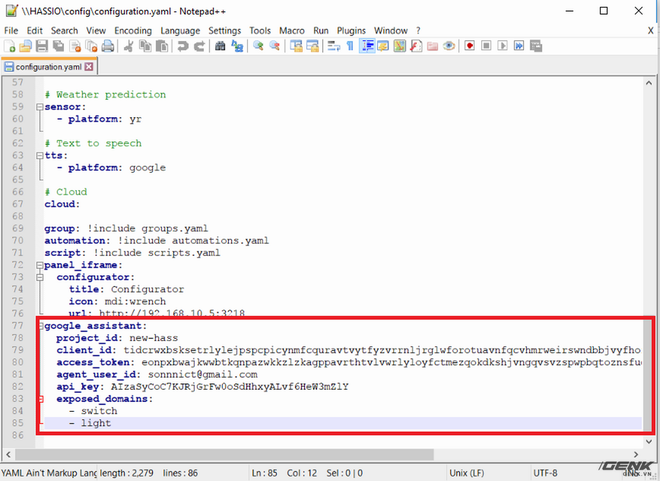 \\HASSIO\config\configuration.yaml - Notepad++
File Edit Search View Encoding Language Settings Tools Macro Run Plugins Window ? X
configuration.yaml
57
58 # Weather prediction
59 sensor:
60 - platform: yr
61
62 # Text to speech
63 tts:
64 - platform: google
65
66 # Cloud
67 cloud:
68
69 group: !include groups.yaml
70 automation: !include automations.yaml
71 script: !include scripts.yaml
72 panel_iframe:
73 configurator:
74 title: Configurator
75 icon: mdi:wrench
76 url: http://192.168.10.5:3218
77 google_assistant:
78 project_id: new-hass
79 client_id:
80 access_token:
81 agent_user_id: sonnnict@gmail.com
82 api_key:
83 exposed_domains:
84 - switch
85 - light
86
YAML Ain't Markup Lang length : 2,279 lines : 86 Ln : 85 Col : 12 Sel : 0 | 0 Unix (LF) UTF-8
GENK